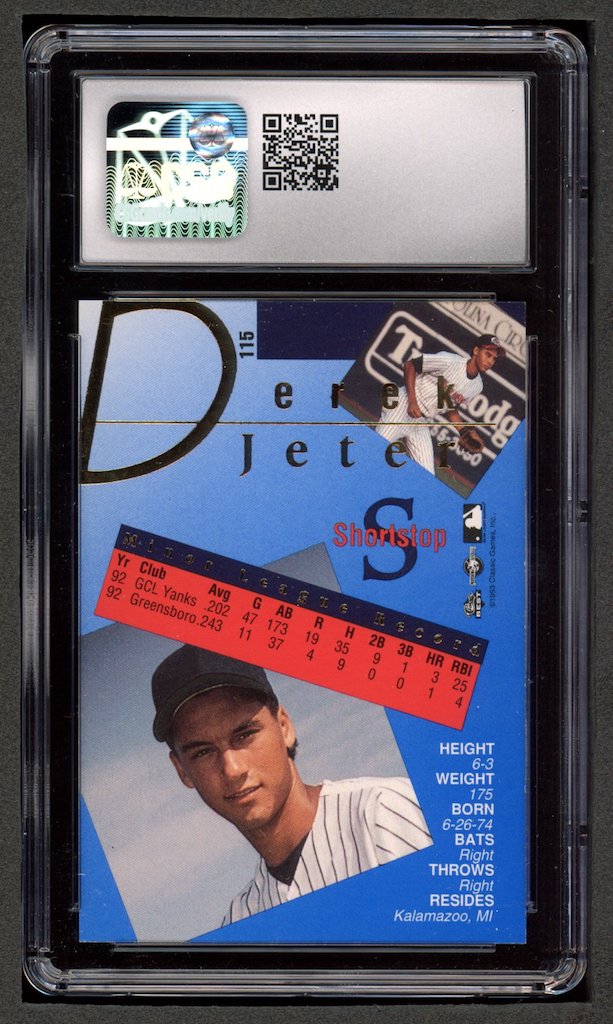 115
Derek
Jeter
Shortstop
S
Minor League Record
Yr Club Avg G AB R H 2B 3B HR RBI
92 GCL Yanks .202 47 173 19 35 9 1 3 25
92 Greensboro .243 11 37 4 9 0 0 1 4
©1993 Classic Games, Inc.
BEST
HEIGHT
6-3
WEIGHT
175
BORN
6-26-74
BATS
Right
THROWS
Right
RESIDES
Kalamazoo, MI